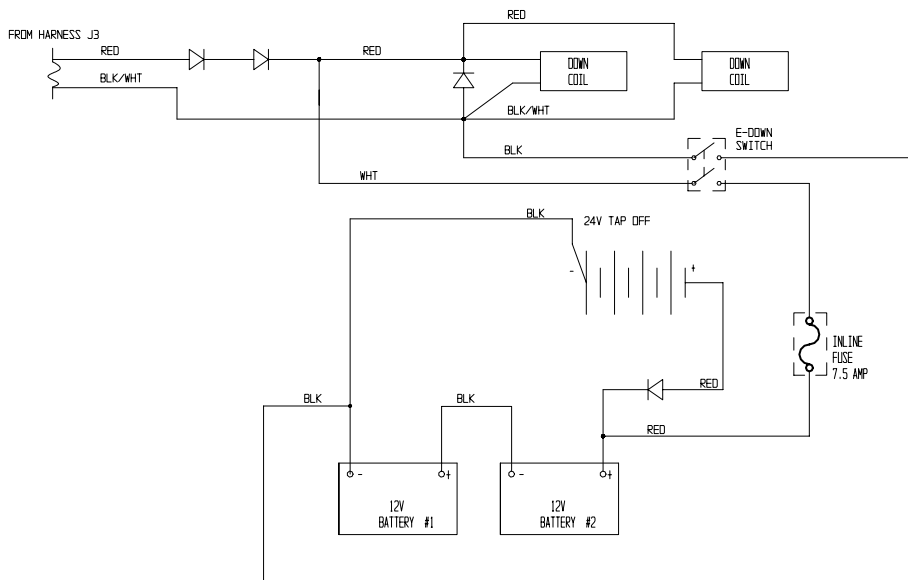 RED
FROM HARNESS J3
RED
RED
DOWN
COIL
DOWN
COIL
BLK/WHT
BLK/WHT
E-DOWN
SWITCH
BLK
WHT
BLK
24V TAP OFF
-
+
INLINE
FUSE
7.5 AMP
RED
BLK
BLK
RED
-
+
-
+
12V
BATTERY #1
12V
BATTERY #2